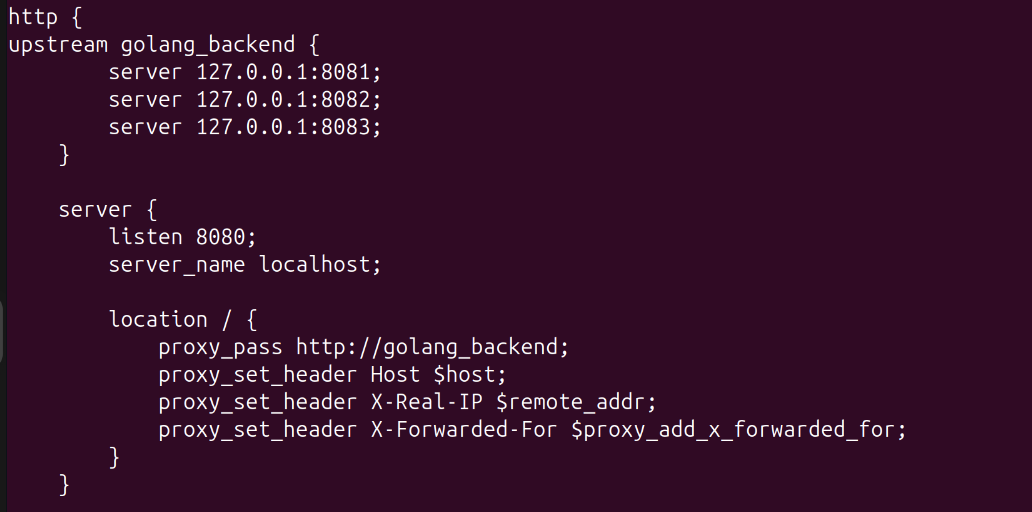 http {
upstream golang_backend {
        server 127.0.0.1:8081;
        server 127.0.0.1:8082;
        server 127.0.0.1:8083;
    }

    server {
        listen 8080;
        server_name localhost;

        location / {
            proxy_pass http://golang_backend;
            proxy_set_header Host $host;
            proxy_set_header X-Real-IP $remote_addr;
            proxy_set_header X-Forwarded-For $proxy_add_x_forwarded_for;
        }
    }